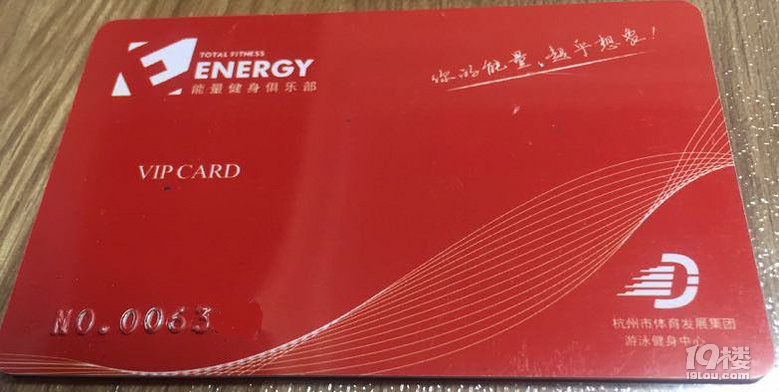 TOTAL FITNESS
ENERGY
能量健身俱乐部
你的能量，超乎想象！
VIP CARD
NO.0063
杭州市体育发展集团
游泳健身中心
19楼
19lou.com